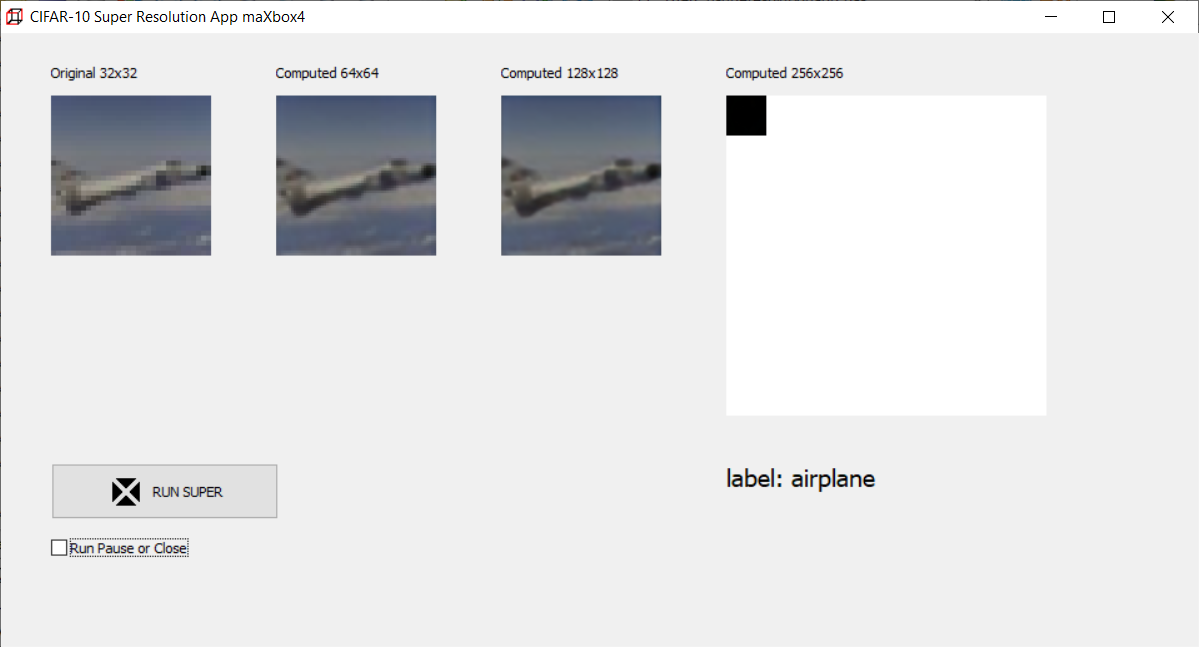 CIFAR-10 Super Resolution App maXbox4
Original 32x32
Computed 64x64
Computed 128x128
Computed 256x256
label: airplane
RUN SUPER
Run Pause or Close